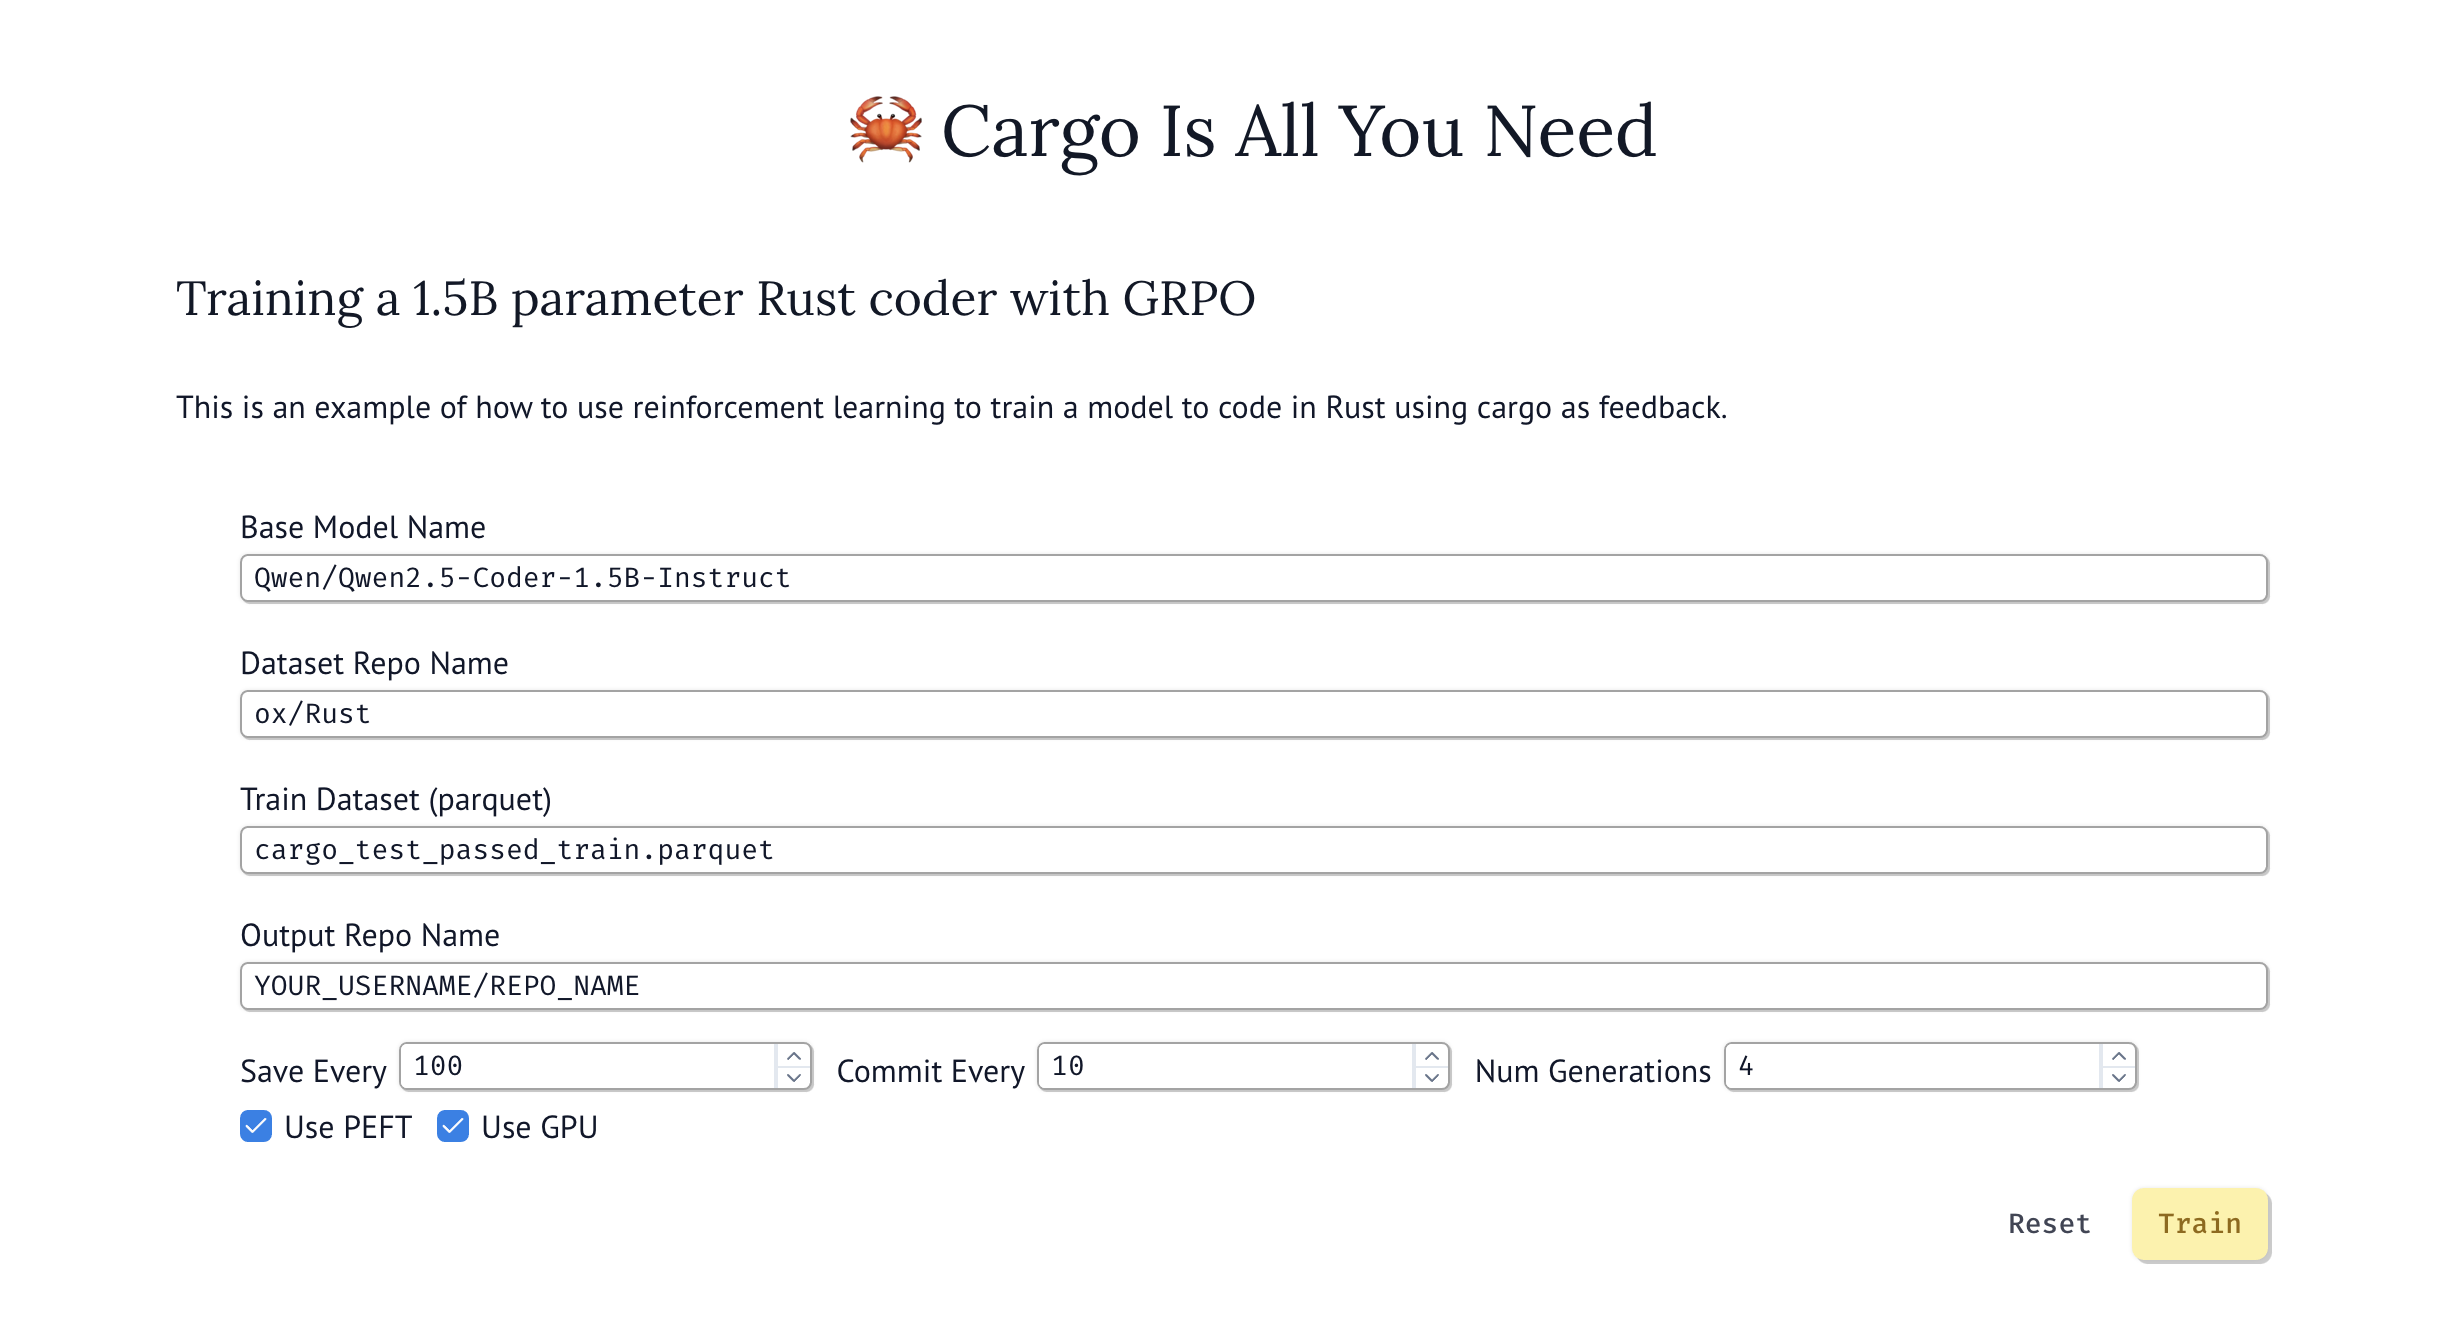 🦀 Cargo Is All You Need
Training a 1.5B parameter Rust coder with GRPO
This is an example of how to use reinforcement learning to train a model to code in Rust using cargo as feedback.
Base Model Name
Qwen/Qwen2.5-Coder-1.5B-Instruct
Dataset Repo Name
ox/Rust
Train Dataset (parquet)
cargo_test_passed_train.parquet
Output Repo Name
YOUR_USERNAME/REPO_NAME
Save Every 100 Commit Every 10 Num Generations 4
Use PEFT Use GPU
Reset Train